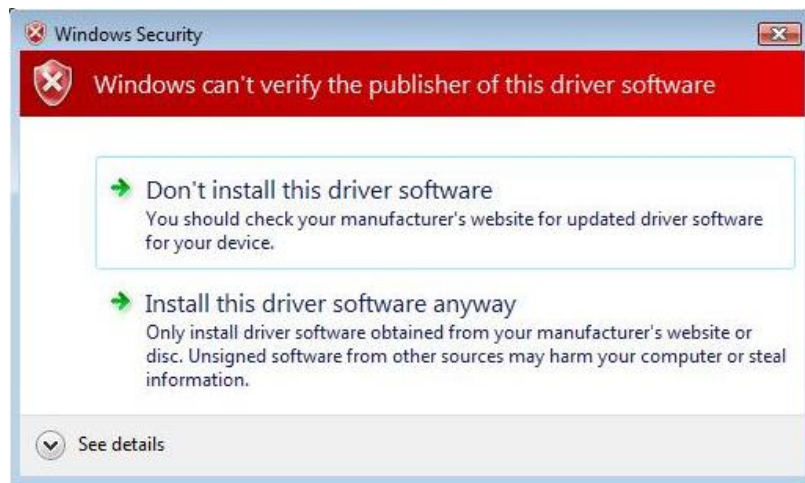 Windows Security
Windows can't verify the publisher of this driver software
Don't install this driver software
You should check your manufacturer's website for updated driver software
for your device.
Install this driver software anyway
Only install driver software obtained from your manufacturer's website or
disc. Unsigned software from other sources may harm your computer or steal
information.
See details